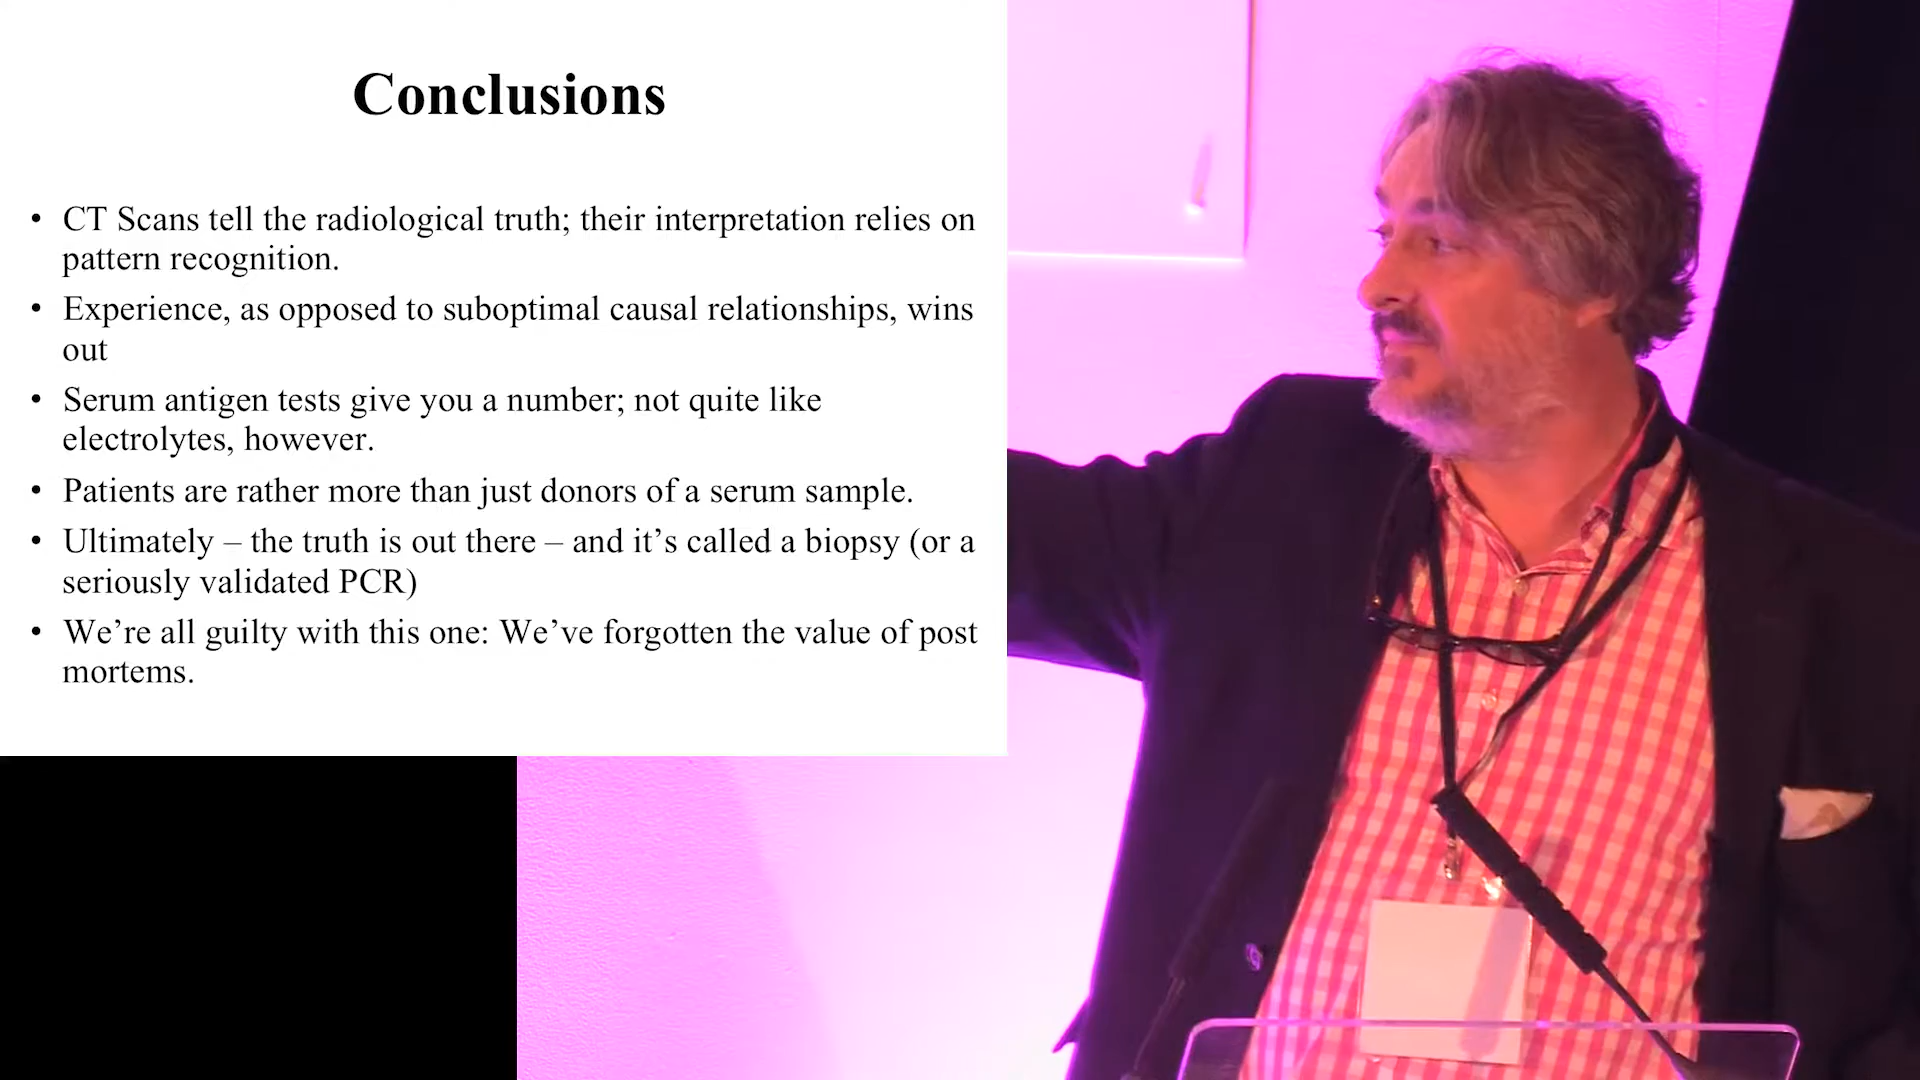 Conclusions
• CT Scans tell the radiological truth; their interpretation relies on
pattern recognition.
• Experience, as opposed to suboptimal causal relationships, wins
out
• Serum antigen tests give you a number; not quite like
electrolytes, however.
• Patients are rather more than just donors of a serum sample.
• Ultimately – the truth is out there – and it’s called a biopsy (or a
seriously validated PCR)
• We’re all guilty with this one: We’ve forgotten the value of post
mortems.